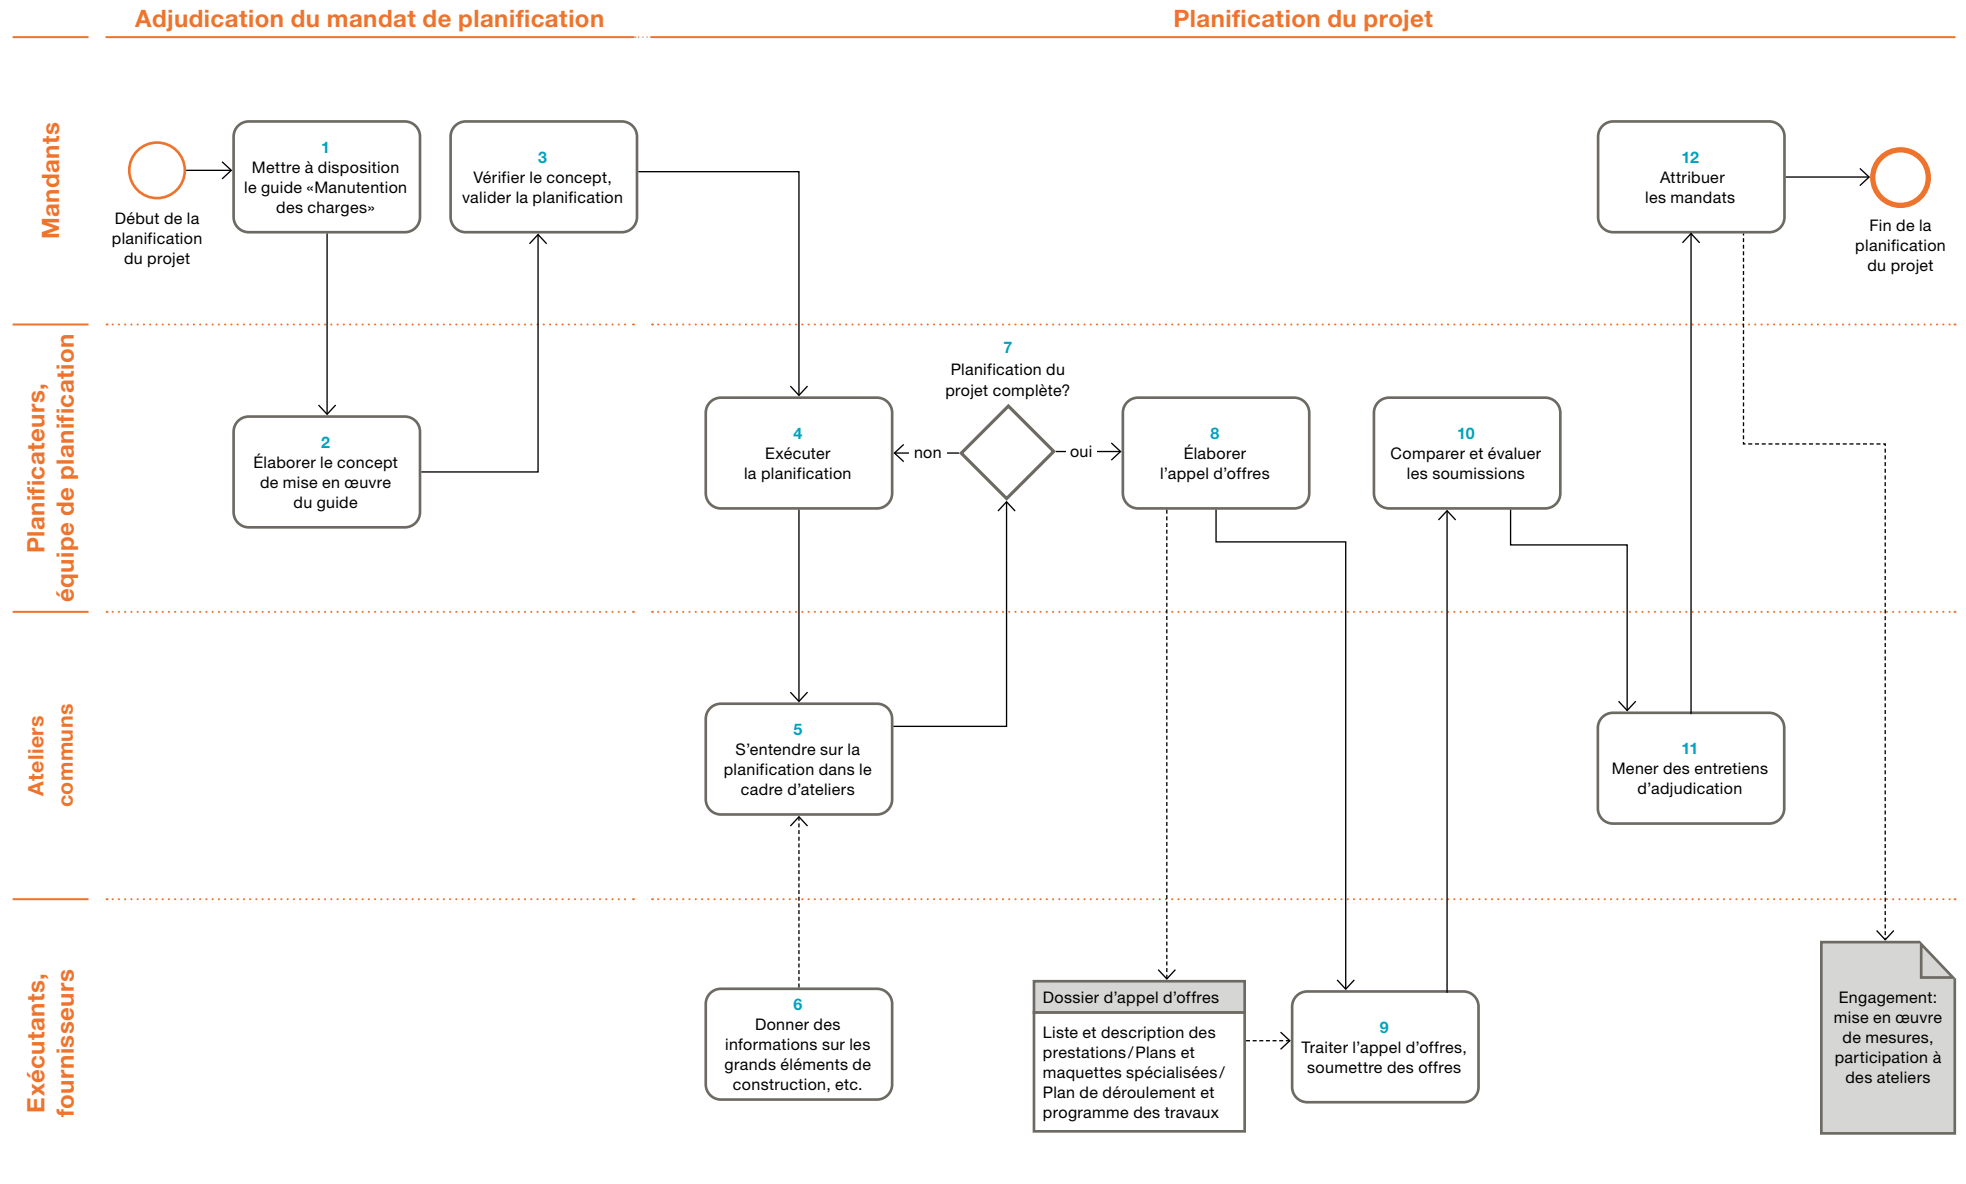 Adjudication du mandat de planification
Planification du projet
Mandants
Début de la
planification
du projet
1
Mettre à disposition
le guide «Manutention
des charges»
3
Vérifier le concept,
valider la planification
12
Attribuer
les mandats
Fin de la
planification
du projet
Planificateurs,
équipe de planification
2
Élaborer le concept
de mise en œuvre
du guide
4
Exécuter
la planification
non
7
Planification du
projet complète?
oui
8
Élaborer
l’appel d’offres
10
Comparer et évaluer
les soumissions
Ateliers
communs
5
S’entendre sur la
planification dans le
cadre d’ateliers
11
Mener des entretiens
d’adjudication
Exécutants,
fournisseurs
6
Donner des
informations sur les
grands éléments de
construction, etc.
Dossier d’appel d’offres
Liste et description des
prestations/Plans et
maquettes spécialisées/
Plan de déroulement et
programme des travaux
9
Traiter l’appel d’offres,
soumettre des offres
Engagement:
mise en œuvre
de mesures,
participation à
des ateliers